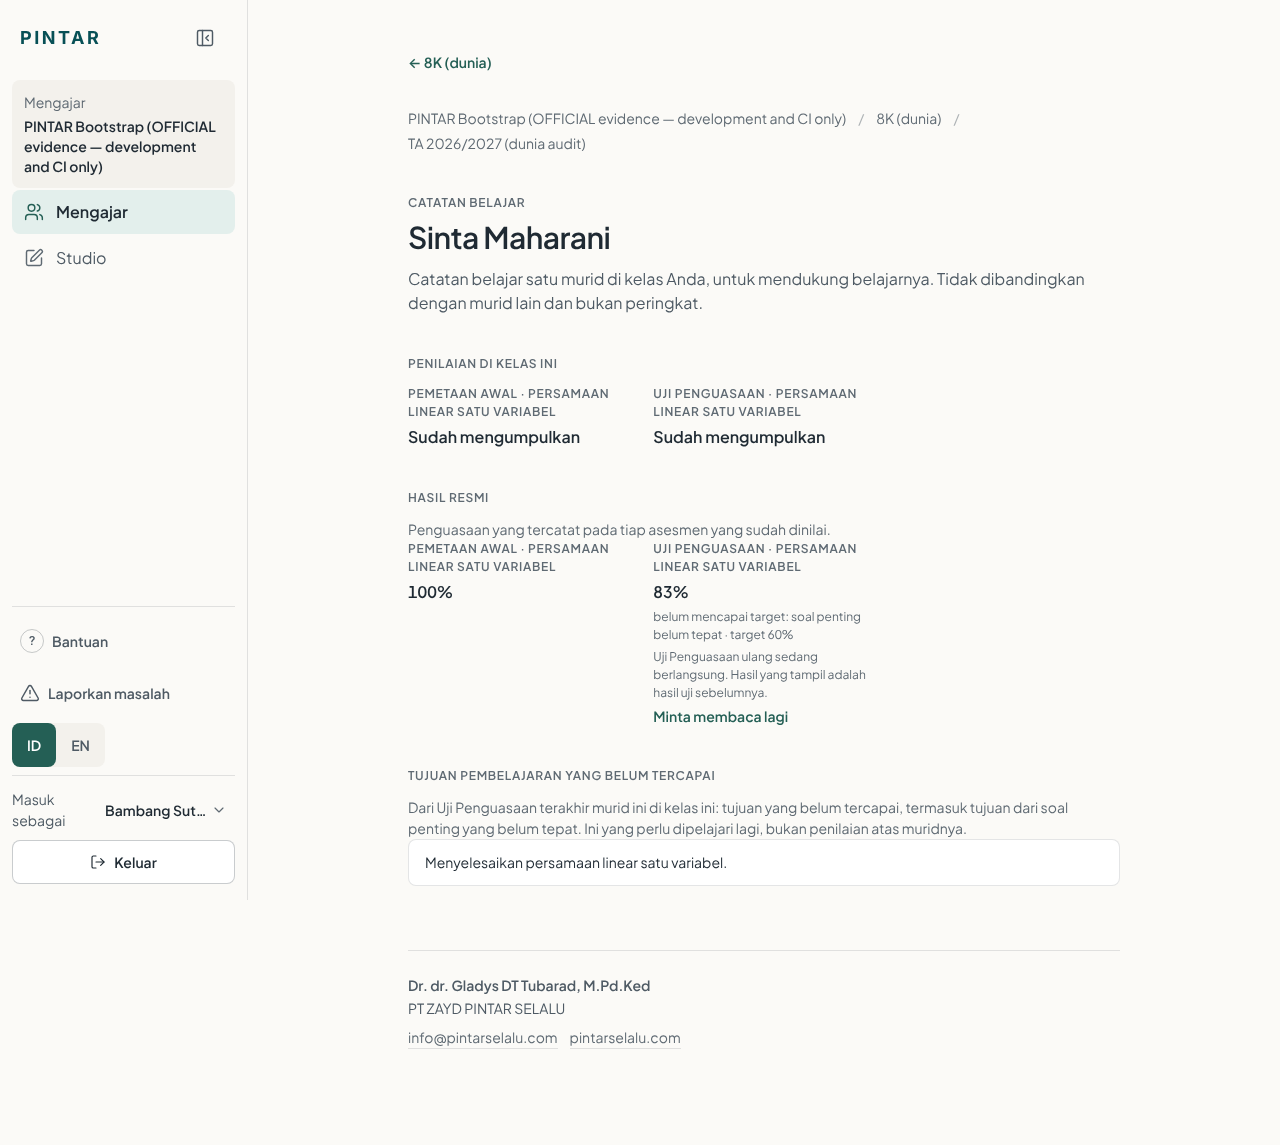 PINTAR
Mengajar
PINTAR Bootstrap (OFFICIAL
evidence — development
and CI only)
Mengajar
Studio
? Bantuan
Laporkan masalah
ID EN
Masuk
sebagai
Bambang Sut...
Keluar
← 8K (dunia)
PINTAR Bootstrap (OFFICIAL evidence — development and CI only) / 8K (dunia) /
TA 2026/2027 (dunia audit)
CATATAN BELAJAR
Sinta Maharani
Catatan belajar satu murid di kelas Anda, untuk mendukung belajarnya. Tidak dibandingkan
dengan murid lain dan bukan peringkat.
PENILAIAN DI KELAS INI
PEMETAAN AWAL · PERSAMAAN
LINEAR SATU VARIABEL
Sudah mengumpulkan
UJI PENGUASAAN · PERSAMAAN
LINEAR SATU VARIABEL
Sudah mengumpulkan
HASIL RESMI
Penguasaan yang tercatat pada tiap asesmen yang sudah dinilai.
PEMETAAN AWAL · PERSAMAAN
LINEAR SATU VARIABEL
100%
UJI PENGUASAAN · PERSAMAAN
LINEAR SATU VARIABEL
83%
belum mencapai target: soal penting
belum tepat · target 60%
Uji Penguasaan ulang sedang
berlangsung. Hasil yang tampil adalah
hasil uji sebelumnya.
Minta membaca lagi
TUJUAN PEMBELAJARAN YANG BELUM TERCAPAI
Dari Uji Penguasaan terakhir murid ini di kelas ini: tujuan yang belum tercapai, termasuk tujuan dari soal
penting yang belum tepat. Ini yang perlu dipelajari lagi, bukan penilaian atas muridnya.
Menyelesaikan persamaan linear satu variabel.
Dr. dr. Gladys DT Tubarad, M.Pd.Ked
PT ZAYD PINTAR SELALU
info@pintarselalu.com pintarselalu.com